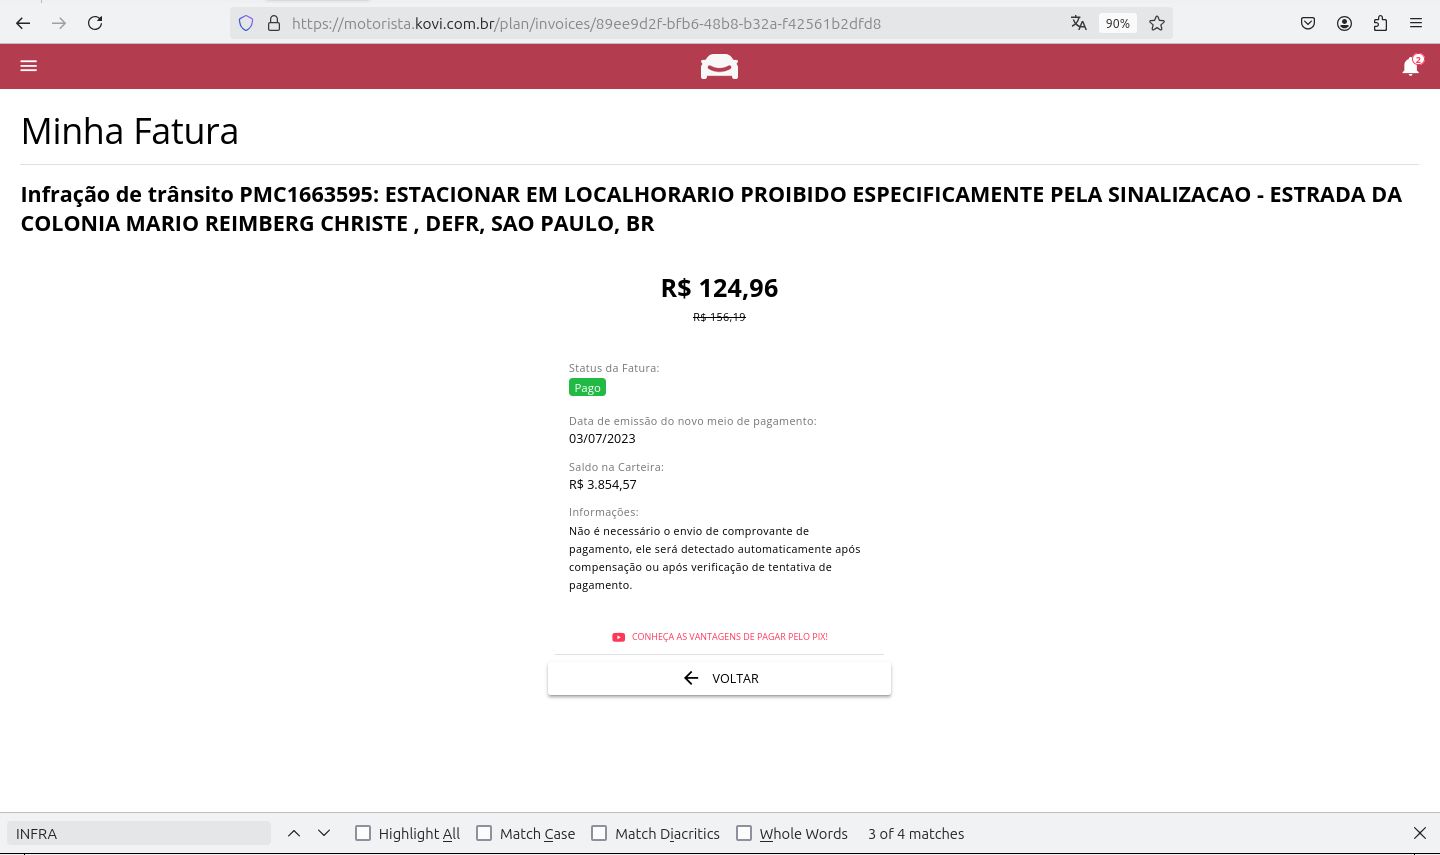 https://motorista.kovi.com.br/plan/invoices/89ee9d2f-bfb6-48b8-b32a-f42561b2dfd8
90%
2
Minha Fatura
Infração de trânsito PMC1663595: ESTACIONAR EM LOCALHORARIO PROIBIDO ESPECIFICAMENTE PELA SINALIZACAO - ESTRADA DA
COLONIA MARIO REIMBERG CHRISTE , DEFR, SAO PAULO, BR
R$ 124,96
R$ 156,19
Status da Fatura:
Pago
Data de emissão do novo meio de pagamento:
03/07/2023
Saldo na Carteira:
R$ 3.854,57
Informações:
Não é necessário o envio de comprovante de
pagamento, ele será detectado automaticamente após
compensação ou após verificação de tentativa de
pagamento.
CONHEÇA AS VANTAGENS DE PAGAR PELO PIX!
VOLTAR
INFRA
Highlight All
Match Case
Match Diacritics
Whole Words
3 of 4 matches